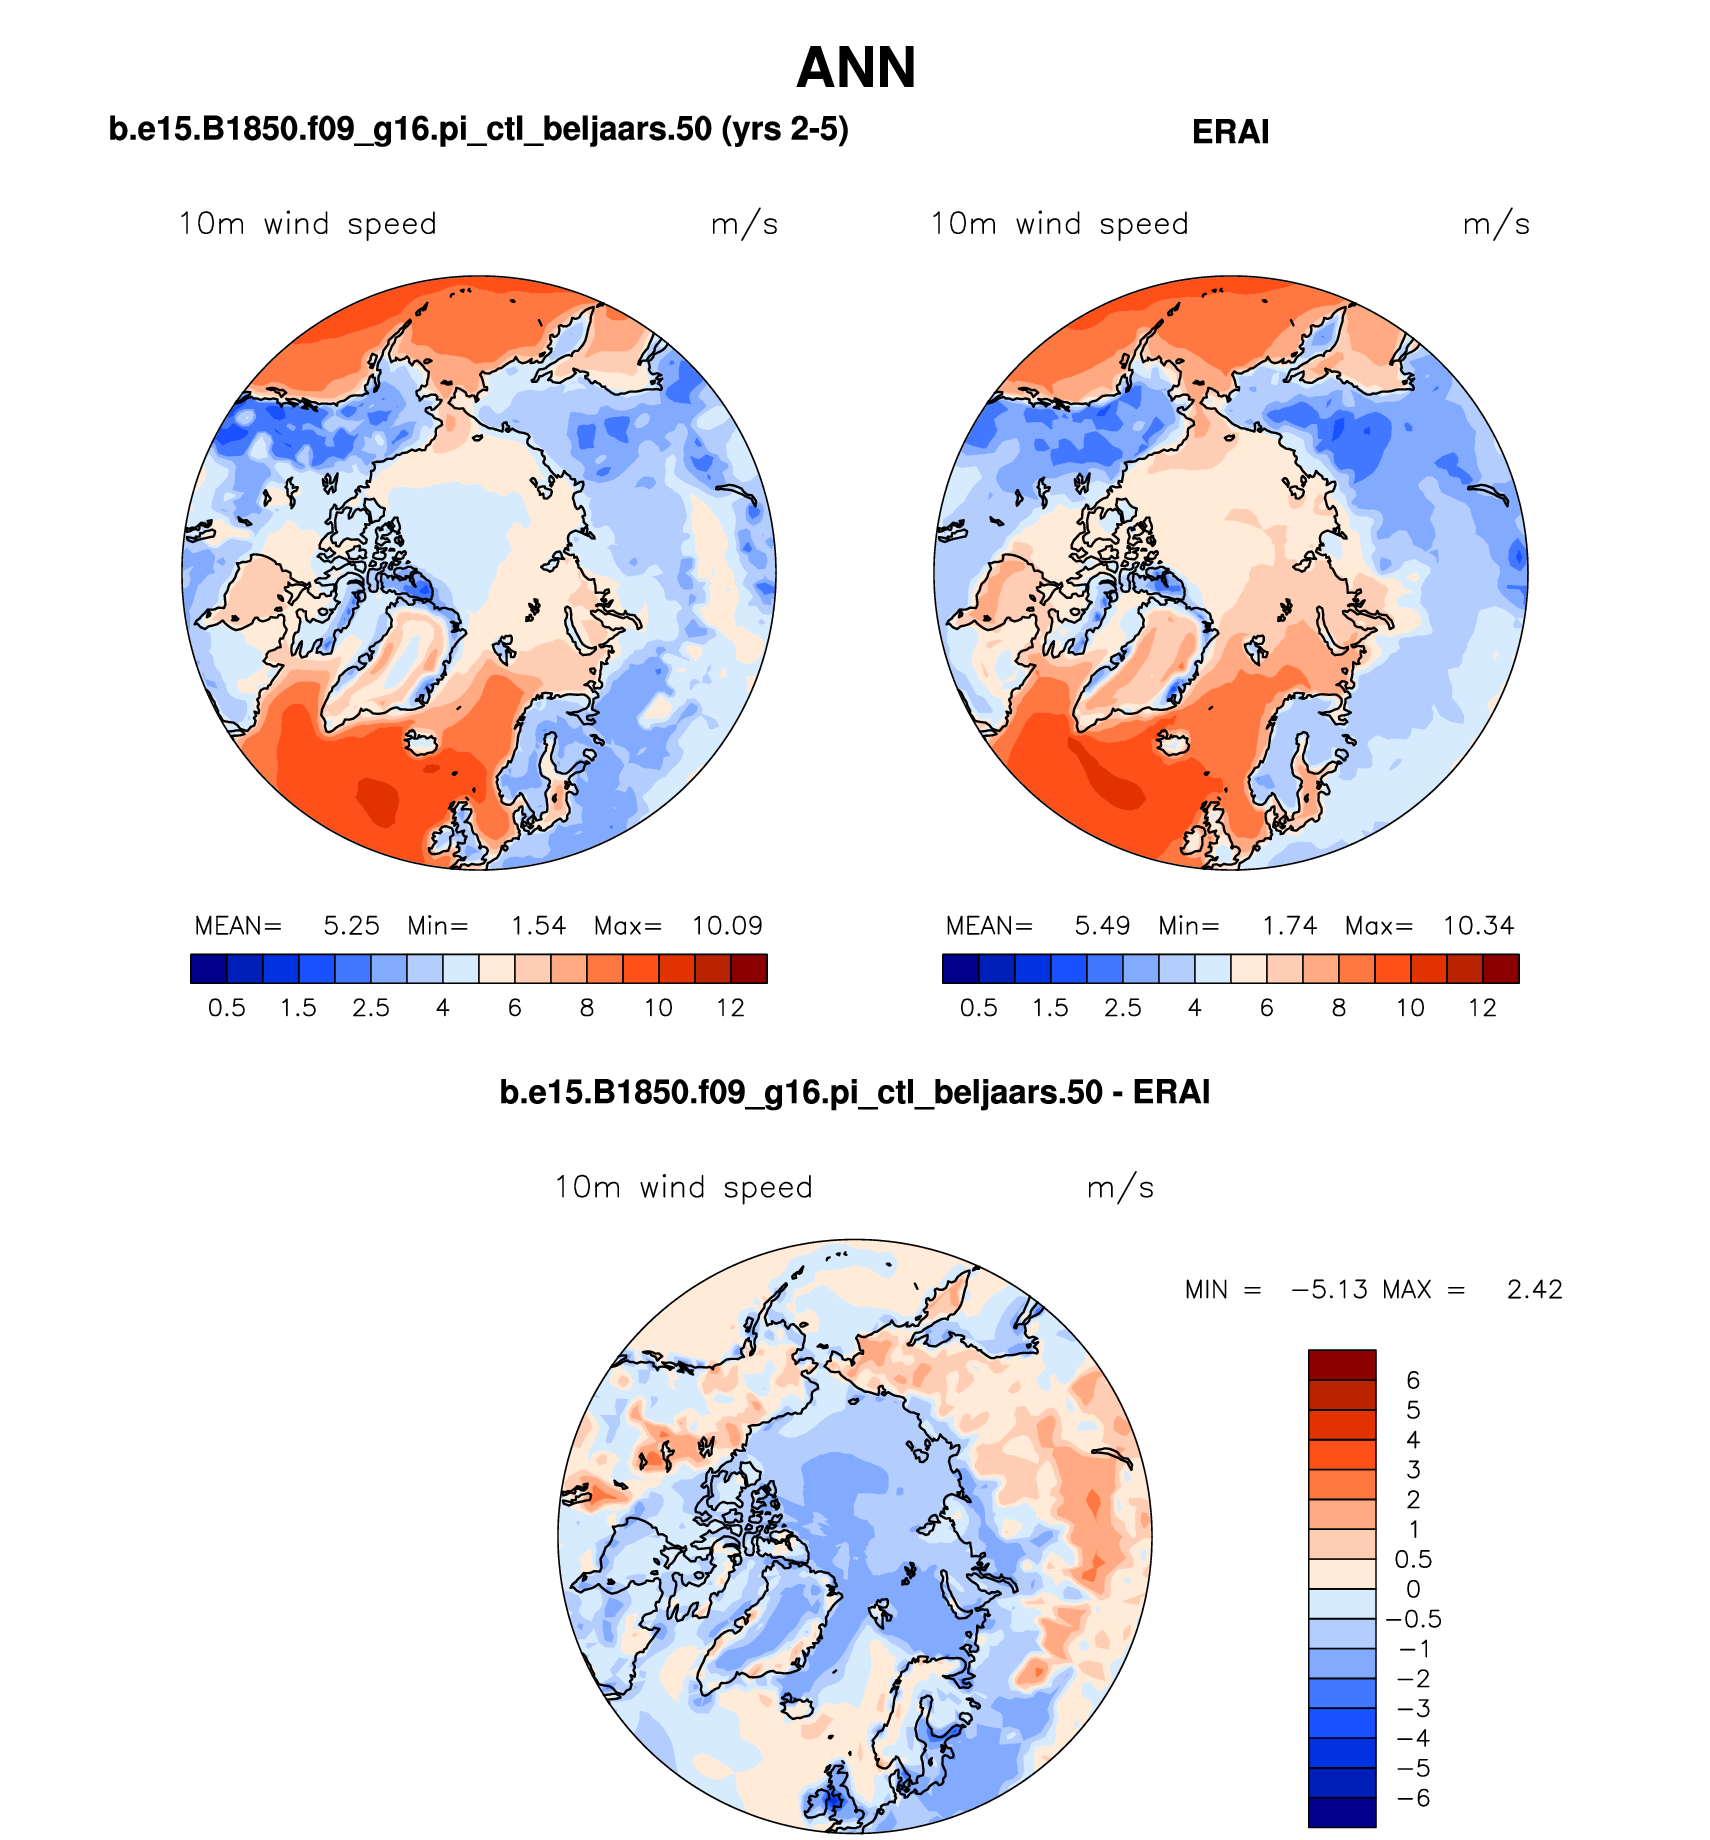 ANN
b.e15.B1850.f09_g16.pi_ctl_beljaars.50 (yrs 2-5)
ERAI
10m wind speed m/s
10m wind speed m/s
MEAN= 5.25 Min= 1.54 Max= 10.09
0.5 1.5 2.5 4 6 8 10 12
MEAN= 5.49 Min= 1.74 Max= 10.34
0.5 1.5 2.5 4 6 8 10 12
b.e15.B1850.f09_g16.pi_ctl_beljaars.50 - ERAI
10m wind speed m/s
MIN = -5.13 MAX = 2.42
6
5
4
3
2
1
0.5
0
-0.5
-1
-2
-3
-4
-5
-6